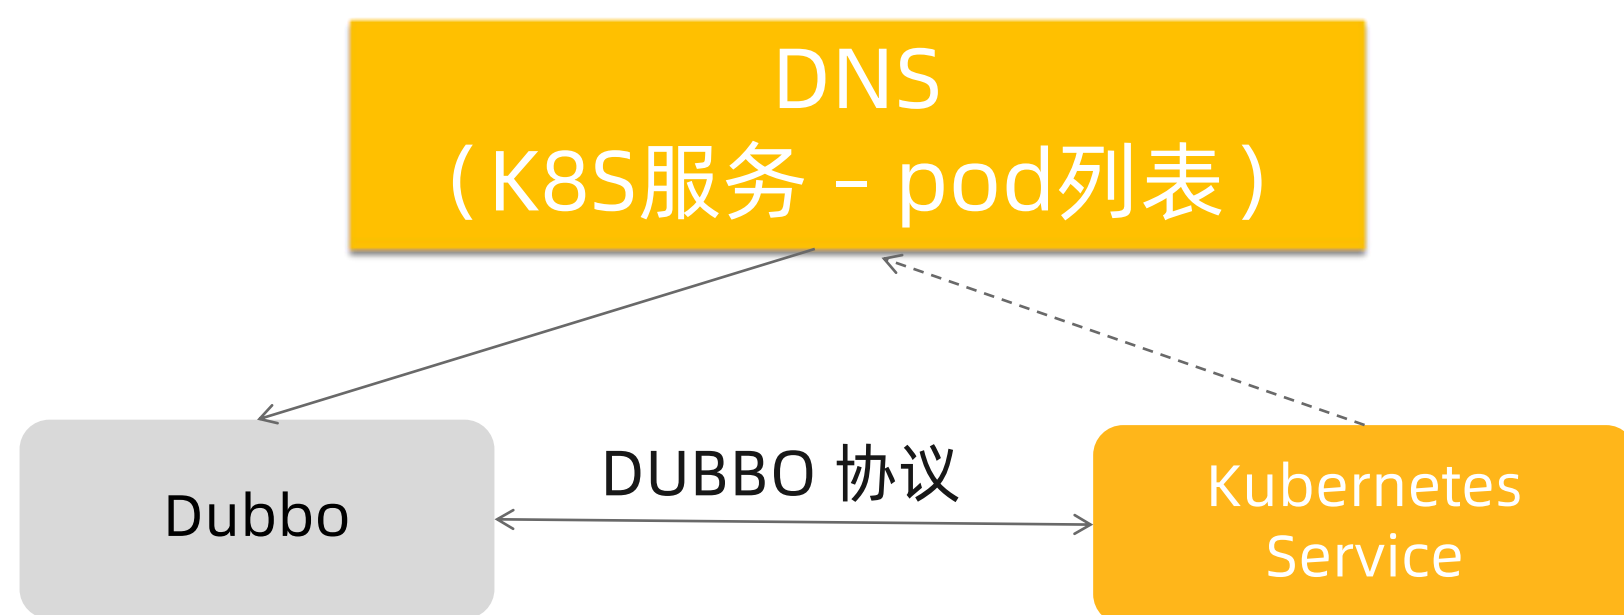 DNS
（K8S服务 – pod列表）
DUBBO 协议
Dubbo
Kubernetes
Service